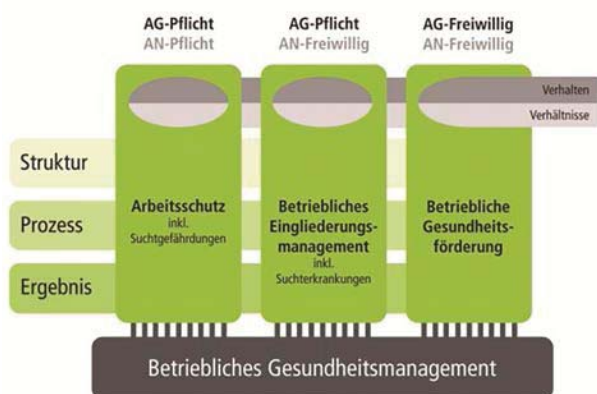 AG-Pflicht
AN-Pflicht
AG-Pflicht
AN-Freiwillig
AG-Freiwillig
AN-Freiwillig
Verhalten
Verhältnisse
Struktur
Prozess
Ergebnis
Arbeitsschutz
inkl.
Suchtgefährdungen
Betriebliches
Eingliederungs-
management
inkl.
Suchterkrankungen
Betriebliche
Gesundheits-
förderung
Betriebliches Gesundheitsmanagement